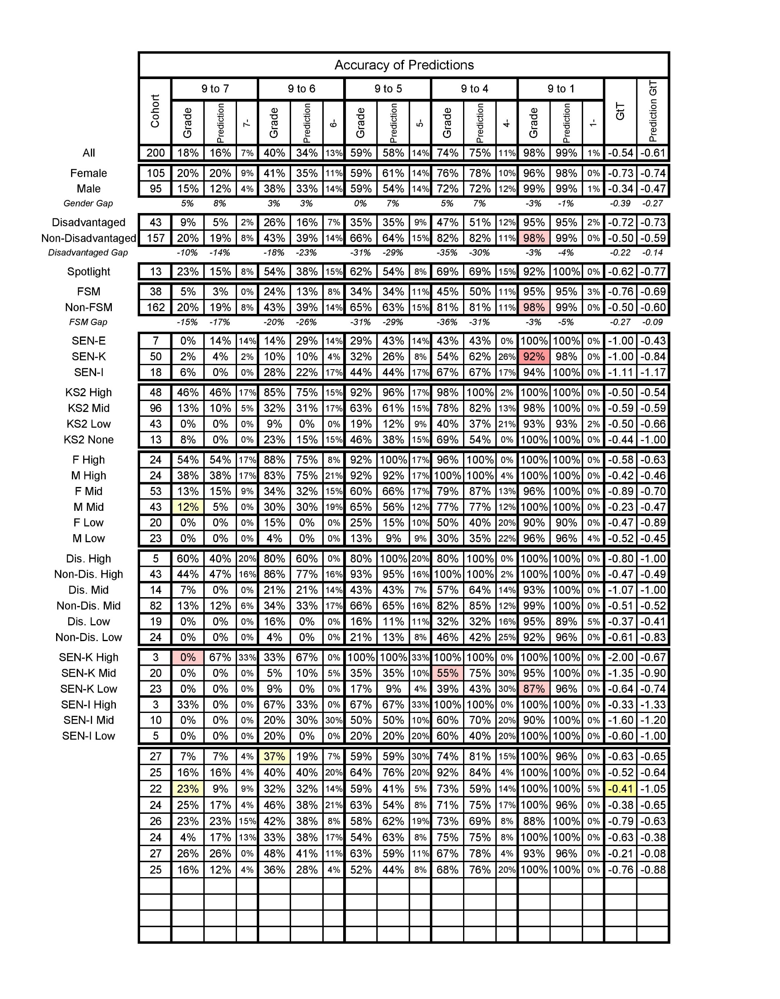 Accuracy of Predictions
Cohort 9 to 7 9 to 6 9 to 5 9 to 4 9 to 1 GtT Prediction GtT
Grade Prediction 7- Grade Prediction 6- Grade Prediction 5- Grade Prediction 4- Grade Prediction 1-
All 200 18% 16% 7% 40% 34% 13% 59% 58% 14% 74% 75% 11% 98% 99% 1% -0.54 -0.61
Female 105 20% 20% 9% 41% 35% 11% 59% 61% 14% 76% 78% 10% 96% 98% 0% -0.73 -0.74
Male 95 15% 12% 4% 38% 33% 14% 59% 54% 14% 72% 72% 12% 99% 99% 1% -0.34 -0.47
Gender Gap 5% 8% 3% 3% 0% 7% 5% 7% -3% -1% -0.39 -0.27
Disadvantaged 43 9% 5% 2% 26% 16% 7% 35% 35% 9% 47% 51% 12% 95% 95% 2% -0.72 -0.73
Non-Disadvantaged 157 20% 19% 8% 43% 39% 14% 66% 64% 15% 82% 82% 11% 98% 99% 0% -0.50 -0.59
Disadvantaged Gap -10% -14% -18% -23% -31% -29% -35% -30% -3% -4% -0.22 -0.14
Spotlight 13 23% 15% 8% 54% 38% 15% 62% 54% 8% 69% 69% 15% 92% 100% 0% -0.62 -0.77
FSM 38 5% 3% 0% 24% 13% 8% 34% 34% 11% 45% 50% 11% 95% 95% 3% -0.76 -0.69
Non-FSM 162 20% 19% 8% 43% 39% 14% 65% 63% 15% 81% 81% 11% 98% 99% 0% -0.50 -0.60
FSM Gap -15% -17% -20% -26% -31% -29% -36% -31% -3% -5% -0.27 -0.09
SEN-E 7 0% 14% 14% 14% 29% 14% 29% 43% 14% 43% 43% 0% 100% 100% 0% -1.00 -0.43
SEN-K 50 2% 4% 2% 10% 10% 4% 32% 26% 8% 54% 62% 26% 92% 98% 0% -1.00 -0.84
SEN-I 18 6% 0% 0% 28% 22% 17% 44% 44% 17% 67% 67% 17% 94% 100% 0% -1.11 -1.17
KS2 High 48 46% 46% 17% 85% 75% 15% 92% 96% 17% 98% 100% 2% 100% 100% 0% -0.50 -0.54
KS2 Mid 96 13% 10% 5% 32% 31% 17% 63% 61% 15% 78% 82% 13% 98% 100% 0% -0.59 -0.59
KS2 Low 43 0% 0% 0% 9% 0% 0% 19% 12% 9% 40% 37% 21% 93% 93% 2% -0.50 -0.66
KS2 None 13 8% 0% 0% 23% 15% 15% 46% 38% 15% 69% 54% 0% 100% 100% 0% -0.44 -1.00
F High 24 54% 54% 17% 88% 75% 8% 92% 100% 17% 96% 100% 0% 100% 100% 0% -0.58 -0.63
M High 24 38% 38% 17% 83% 75% 21% 92% 92% 17% 100% 100% 4% 100% 100% 0% -0.42 -0.46
F Mid 53 13% 15% 9% 34% 32% 15% 60% 66% 17% 79% 87% 13% 96% 100% 0% -0.89 -0.70
M Mid 43 12% 5% 0% 30% 30% 19% 65% 56% 12% 77% 77% 12% 100% 100% 0% -0.23 -0.47
F Low 20 0% 0% 0% 15% 0% 0% 25% 15% 10% 50% 40% 20% 90% 90% 0% -0.47 -0.89
M Low 23 0% 0% 0% 4% 0% 0% 13% 9% 9% 30% 35% 22% 96% 96% 4% -0.52 -0.45
Dis. High 5 60% 40% 20% 80% 60% 0% 80% 100% 20% 80% 100% 0% 100% 100% 0% -0.80 -1.00
Non-Dis. High 43 44% 47% 16% 86% 77% 16% 93% 95% 16% 100% 100% 2% 100% 100% 0% -0.47 -0.49
Dis. Mid 14 7% 0% 0% 21% 21% 14% 43% 43% 7% 57% 64% 14% 93% 100% 0% -1.07 -1.00
Non-Dis. Mid 82 13% 12% 6% 34% 33% 17% 66% 65% 16% 82% 85% 12% 99% 100% 0% -0.51 -0.52
Dis. Low 19 0% 0% 0% 16% 0% 0% 16% 11% 11% 32% 32% 16% 95% 89% 5% -0.37 -0.41
Non-Dis. Low 24 0% 0% 0% 4% 0% 0% 21% 13% 8% 46% 42% 25% 92% 96% 0% -0.61 -0.83
SEN-K High 3 0% 67% 33% 33% 67% 0% 100% 100% 33% 100% 100% 0% 100% 100% 0% -2.00 -0.67
SEN-K Mid 20 0% 0% 0% 5% 10% 5% 35% 35% 10% 55% 75% 30% 95% 100% 0% -1.35 -0.90
SEN-K Low 23 0% 0% 0% 9% 0% 0% 17% 9% 4% 39% 43% 30% 87% 96% 0% -0.64 -0.74
SEN-I High 3 33% 0% 0% 67% 33% 0% 67% 67% 33% 100% 100% 0% 100% 100% 0% -0.33 -1.33
SEN-I Mid 10 0% 0% 0% 20% 30% 30% 50% 50% 10% 60% 70% 20% 90% 100% 0% -1.60 -1.20
SEN-I Low 5 0% 0% 0% 20% 0% 0% 20% 20% 20% 60% 40% 20% 100% 100% 0% -0.60 -1.00
27 7% 7% 4% 37% 19% 7% 59% 59% 30% 74% 81% 15% 100% 96% 0% -0.63 -0.65
25 16% 16% 4% 40% 40% 20% 64% 76% 20% 92% 84% 4% 100% 100% 0% -0.52 -0.64
22 23% 9% 9% 32% 32% 14% 59% 41% 5% 73% 59% 14% 100% 100% 5% -0.41 -1.05
24 25% 17% 4% 46% 38% 21% 63% 54% 8% 71% 75% 17% 100% 96% 0% -0.38 -0.65
26 23% 23% 15% 42% 38% 8% 58% 62% 19% 73% 69% 8% 88% 100% 0% -0.79 -0.63
24 4% 17% 13% 33% 38% 17% 54% 63% 8% 75% 75% 8% 100% 100% 0% -0.63 -0.38
27 26% 26% 0% 48% 41% 11% 63% 59% 11% 67% 78% 4% 93% 96% 0% -0.21 -0.08
25 16% 12% 4% 36% 28% 4% 52% 44% 8% 68% 76% 20% 100% 100% 0% -0.76 -0.88